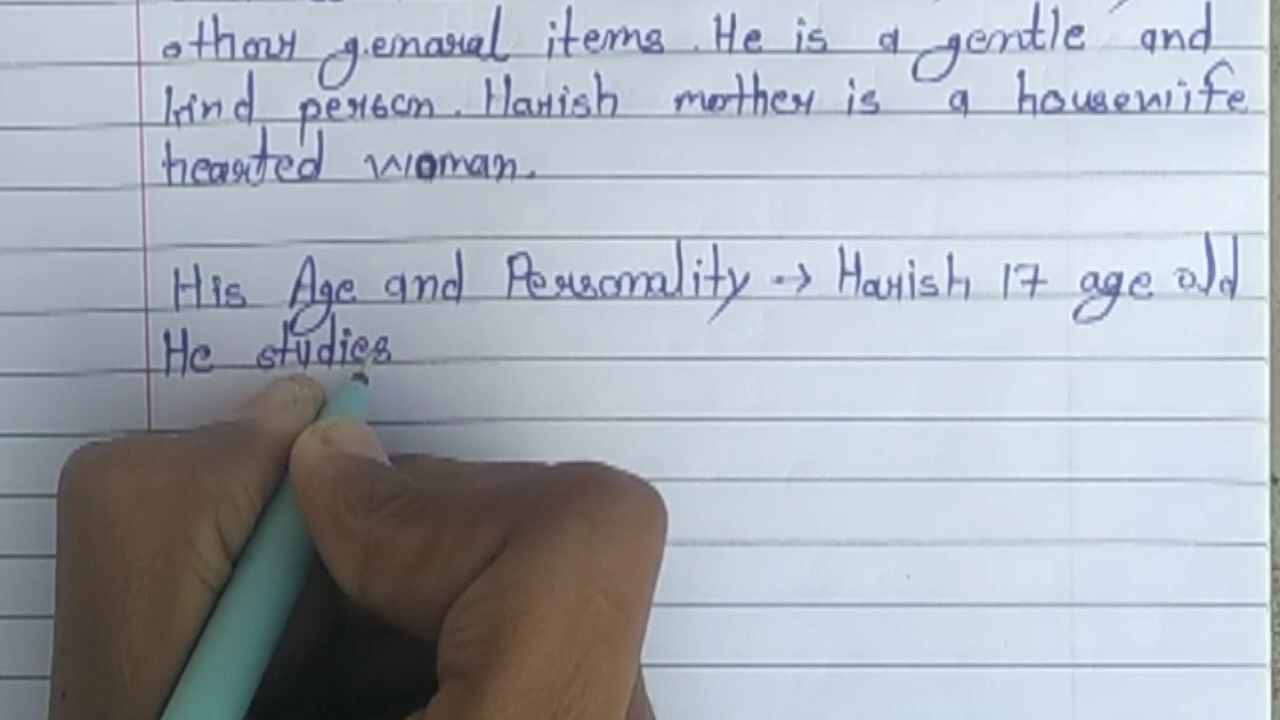 other genaral items. He is a gentle and
kind person. Harish mother is a housewife
hearted woman.
His Age and Personality → Harish 17 age old
He studies